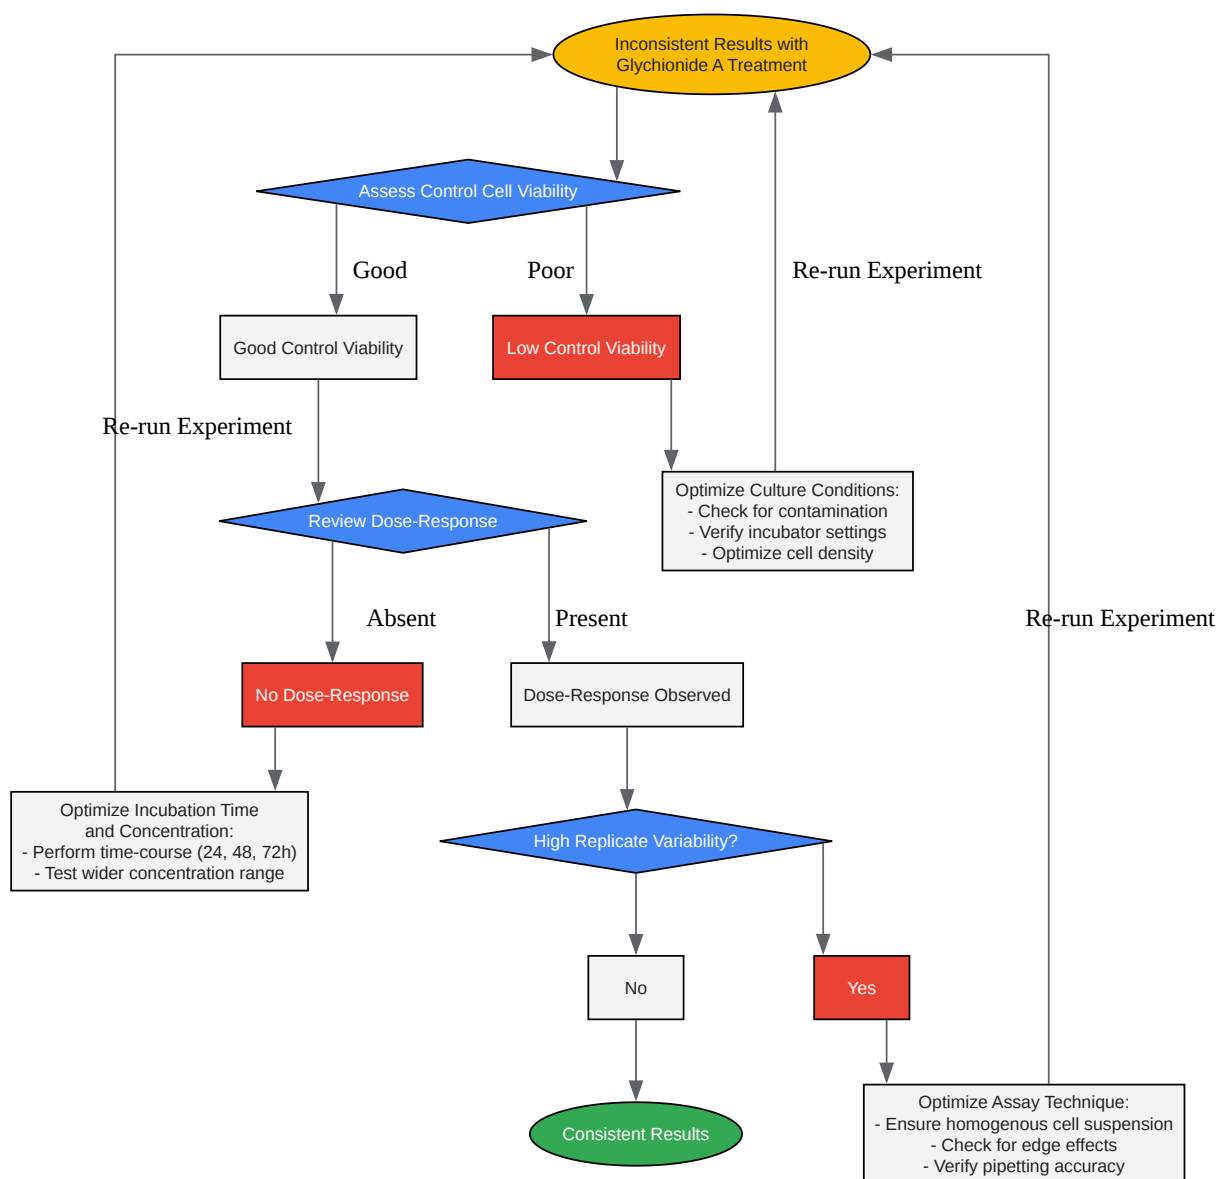 Inconsistent Results with
Glychionide A Treatment
Assess Control Cell Viability
Good
Poor
Re-run Experiment
Good Control Viability
Low Control Viability
Re-run Experiment
Optimize Culture Conditions:
- Check for contamination
- Verify incubator settings
- Optimize cell density
Review Dose-Response
Absent
Present
Re-run Experiment
No Dose-Response
Dose-Response Observed
Optimize Incubation Time
and Concentration:
- Perform time-course (24, 48, 72h)
- Test wider concentration range
High Replicate Variability?
No
Yes
Consistent Results
Optimize Assay Technique:
- Ensure homogenous cell suspension
- Check for edge effects
- Verify pipetting accuracy